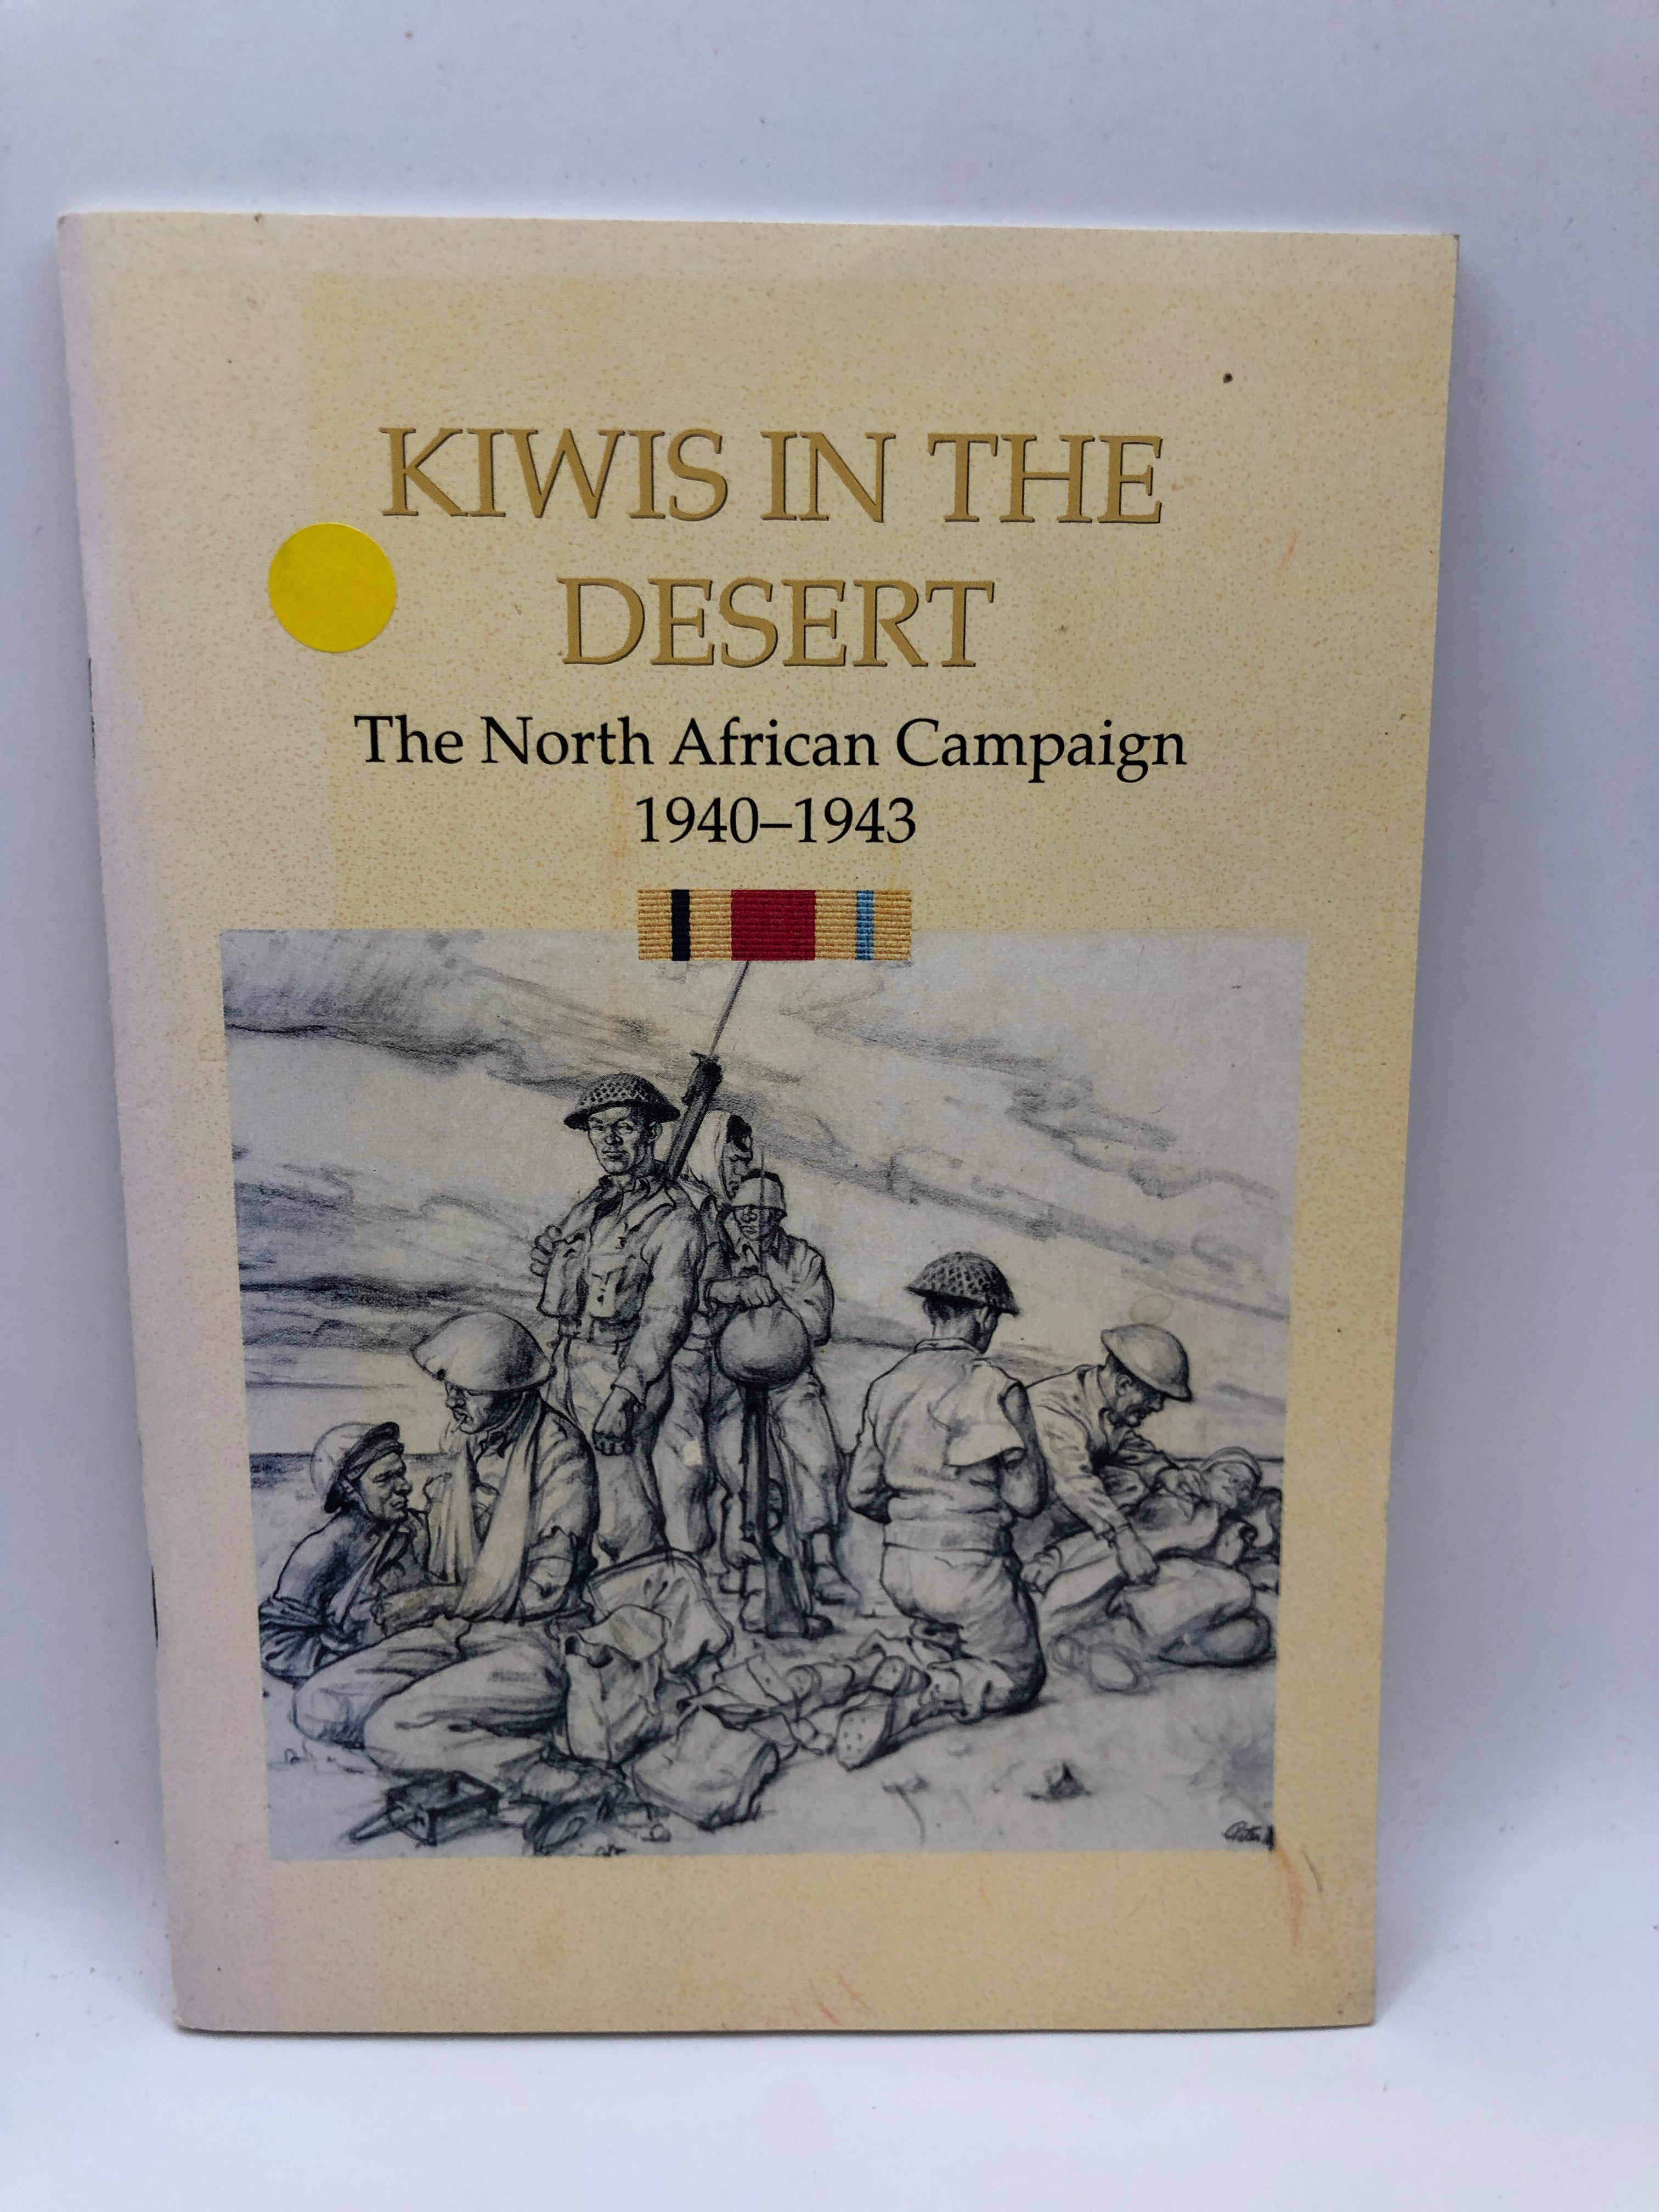 KIWIS IN THE
DESERT
The North African Campaign
1940–1943